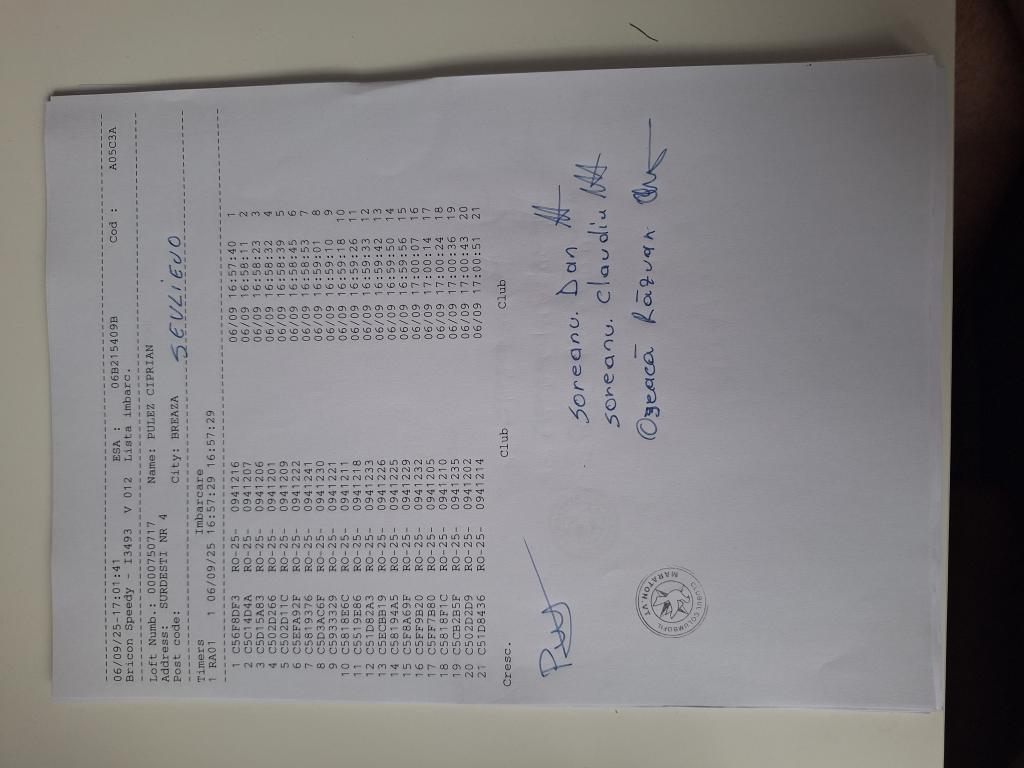 06/09/25-17:01:41 ESA : 06B215409B Cod : A05C3A
Bricon Speedy - I3493 V 012 Lista imbarc.
Loft Numb.: 0000750717 Name: PULEZ CIPRIAN
Address: SURDESTI NR 4
Post code: City: BREAZA SEVLIEVO
Timers Imbarcare
1 RA01 1 06/09/25 16:57:29 16:57:29
1 C56F8DF3 RO-25- 0941216 06/09 16:57:40 1
2 C5C14D4A RO-25- 0941207 06/09 16:58:11 2
3 C5D15A83 RO-25- 0941206 06/09 16:58:23 3
4 C502D266 RO-25- 0941201 06/09 16:58:32 4
5 C502D11C RO-25- 0941209 06/09 16:58:39 5
6 C5EFA92F RO-25- 0941222 06/09 16:58:45 6
7 C5819376 RO-25- 0941241 06/09 16:58:53 7
8 C5D3AC6F RO-25- 0941230 06/09 16:59:01 8
9 C5933329 RO-25- 0941221 06/09 16:59:10 9
10 C5818E6C RO-25- 0941211 06/09 16:59:18 10
11 C5519E86 RO-25- 0941218 06/09 16:59:26 11
12 C51D82A3 RO-25- 0941233 06/09 16:59:33 12
13 C5ECBB19 RO-25- 0941226 06/09 16:59:42 13
14 C58194A5 RO-25- 0941225 06/09 16:59:50 14
15 C5F8A69F RO-25- 0941229 06/09 16:59:56 15
16 C5FF9B20 RO-25- 0941232 06/09 17:00:07 16
17 C5FF7B80 RO-25- 0941205 06/09 17:00:14 17
18 C5818F1C RO-25- 0941210 06/09 17:00:24 18
19 C5CB2B5F RO-25- 0941235 06/09 17:00:36 19
20 C502D2D9 RO-25- 0941202 06/09 17:00:43 20
21 C51D8436 RO-25- 0941214 06/09 17:00:51 21
Cresc. Club Club
Soreanu Dan
Soreanu Claudiu
Răzvan
CLUBUL COLUMBOFIL
MARATON VL